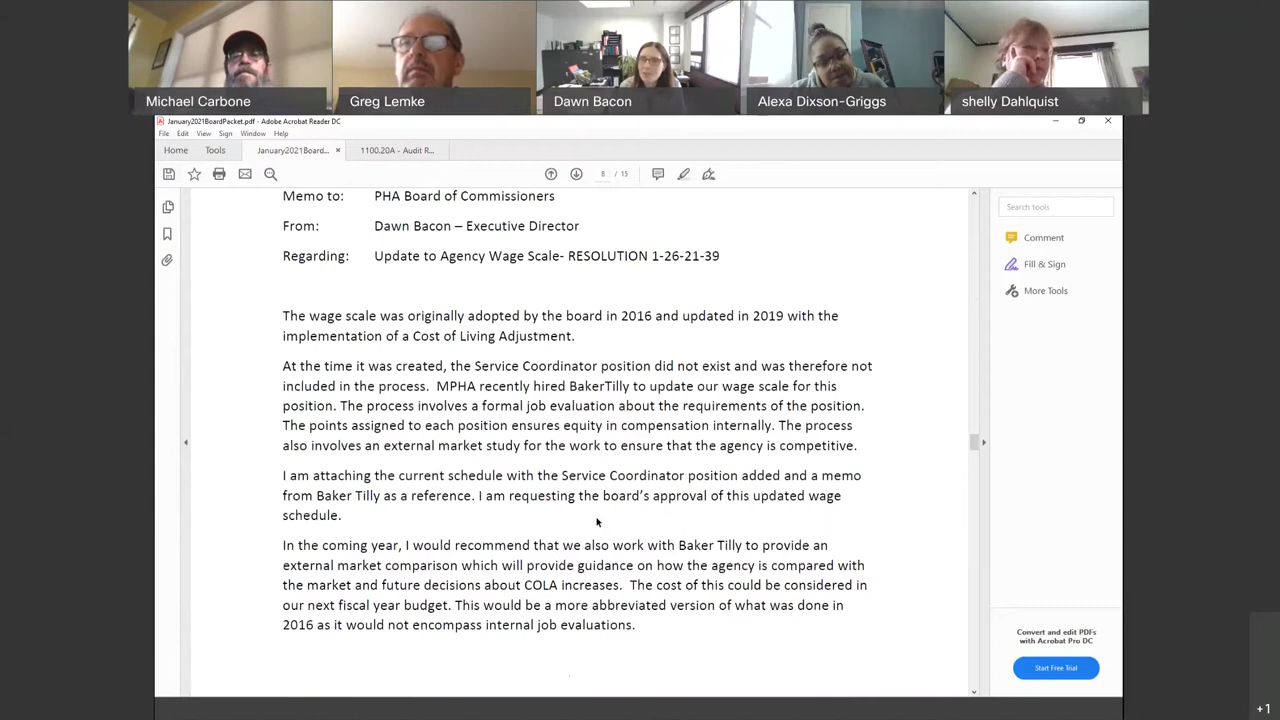 Michael Carbone
Greg Lemke
Dawn Bacon
Alexa Dixson-Griggs
shelly Dahlquist
January2021BoardPacket.pdf - Adobe Acrobat Reader DC
File Edit View Sign Window Help
Home Tools January2021Board... × 1100.20A - Audit R...
8 / 15
Memo to: PHA Board of Commissioners
From: Dawn Bacon – Executive Director
Regarding: Update to Agency Wage Scale- RESOLUTION 1-26-21-39
The wage scale was originally adopted by the board in 2016 and updated in 2019 with the
implementation of a Cost of Living Adjustment.
At the time it was created, the Service Coordinator position did not exist and was therefore not
included in the process. MPHA recently hired BakerTilly to update our wage scale for this
position. The process involves a formal job evaluation about the requirements of the position.
The points assigned to each position ensures equity in compensation internally. The process
also involves an external market study for the work to ensure that the agency is competitive.
I am attaching the current schedule with the Service Coordinator position added and a memo
from Baker Tilly as a reference. I am requesting the board's approval of this updated wage
schedule.
In the coming year, I would recommend that we also work with Baker Tilly to provide an
external market comparison which will provide guidance on how the agency is compared with
the market and future decisions about COLA increases. The cost of this could be considered in
our next fiscal year budget. This would be a more abbreviated version of what was done in
2016 as it would not encompass internal job evaluations.
Search tools
Comment
Fill & Sign
More Tools
Convert and edit PDFs
with Acrobat Pro DC
Start Free Trial
+1